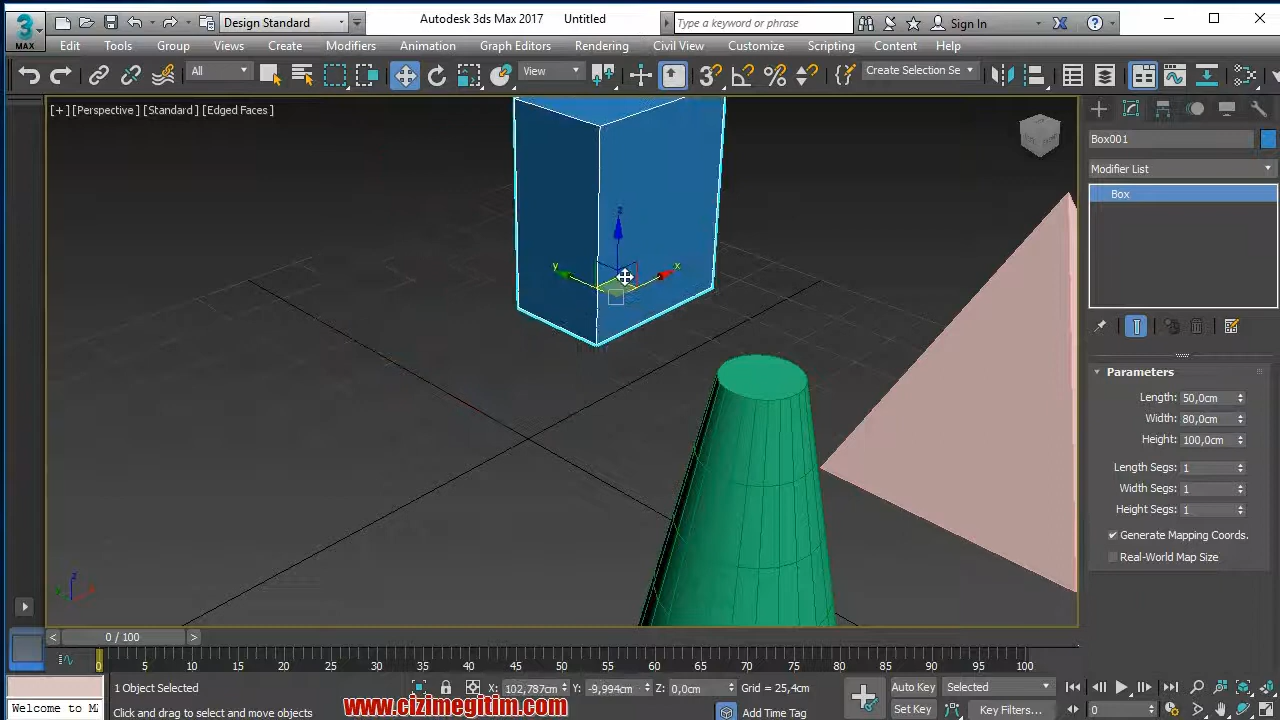 3
MAX
Design Standard
Autodesk 3ds Max 2017 Untitled
Type a keyword or phrase
Sign In
Edit Tools Group Views Create Modifiers Animation Graph Editors Rendering Civil View Customize Scripting Content Help
All
View
3
Create Selection Se
[+] [Perspective] [Standard] [Edged Faces]
Box001
Modifier List
Box
z
y x
Parameters
Length: 50,0cm
Width: 80,0cm
Height: 100,0cm
Length Segs: 1
Width Segs: 1
Height Segs: 1
Generate Mapping Coords.
Real-World Map Size
z
< 0 / 100 >
0 5 10 15 20 25 30 35 40 45 50 55 60 65 70 75 80 85 90 95 100
1 Object Selected
X: 102,787cm Y: -9,994cm Z: 0,0cm Grid = 25,4cm
Auto Key Selected
Welcome to MA
Click and drag to select and move objects
www.cizimegitim.com
Add Time Tag
Set Key Key Filters...
0